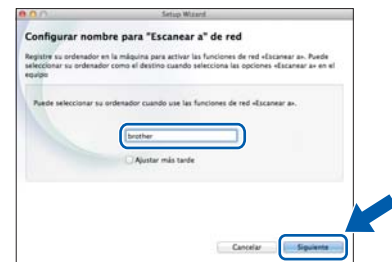 Setup Wizard
Configurar nombre para "Escanear a" de red
Registre su ordenador en la máquina para activar las funciones de red «Escanear a». Puede
seleccionar su ordenador como el destino cuando selecciona las opciones «Escanear a» en el
equipo
Puede seleccionar su ordenador cuando use las funciones de red «Escanear a».
brother
Ajustar más tarde
Cancelar
Siguiente